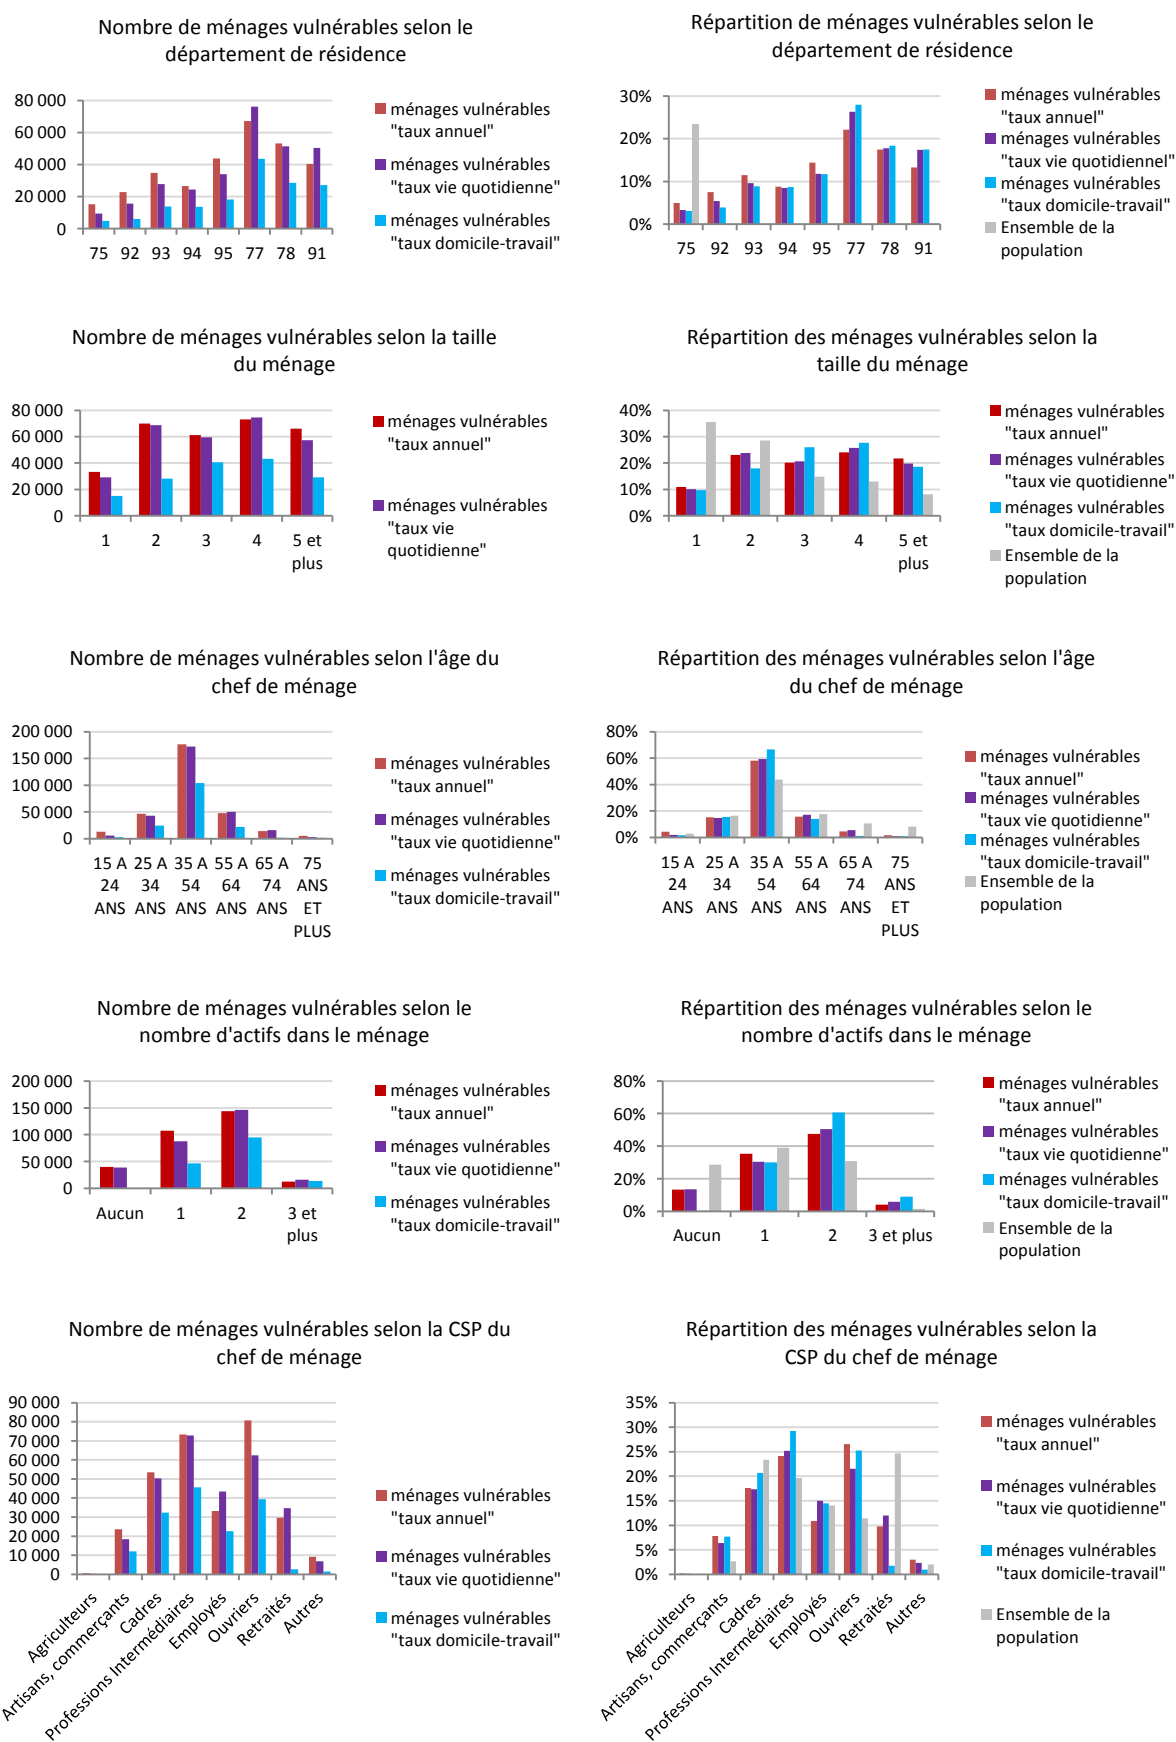 Nombre de ménages vulnérables selon le
département de résidence
80 000
60 000
40 000
20 000
0
75 92 93 94 95 77 78 91
ménages vulnérables
"taux annuel"
ménages vulnérables
"taux vie quotidienne"
ménages vulnérables
"taux domicile-travail"
Répartition de ménages vulnérables selon le
département de résidence
30%
20%
10%
0%
75 92 93 94 95 77 78 91
ménages vulnérables
"taux annuel"
ménages vulnérables
"taux vie quotidiennel"
ménages vulnérables
"taux domicile-travail"
Ensemble de la
population
Nombre de ménages vulnérables selon la taille
du ménage
80 000
60 000
40 000
20 000
0
1 2 3 4 5 et
plus
ménages vulnérables
"taux annuel"
ménages vulnérables
"taux vie
quotidienne"
Répartition des ménages vulnérables selon la
taille du ménage
40%
30%
20%
10%
0%
1 2 3 4 5 et
plus
ménages vulnérables
"taux annuel"
ménages vulnérables
"taux vie quotidienne"
ménages vulnérables
"taux domicile-travail"
Ensemble de la
population
Nombre de ménages vulnérables selon l'âge du
chef de ménage
200 000
150 000
100 000
50 000
0
15 A 25 A 35 A 55 A 65 A 75
24 34 54 64 74 ANS
ANS ANS ANS ANS ANS ET
PLUS
ménages vulnérables
"taux annuel"
ménages vulnérables
"taux vie quotidienne"
ménages vulnérables
"taux domicile-travail"
Répartition des ménages vulnérables selon l'âge
du chef de ménage
80%
60%
40%
20%
0%
15 A 25 A 35 A 55 A 65 A 75
24 34 54 64 74 ANS
ANS ANS ANS ANS ANS ET
PLUS
ménages vulnérables
"taux annuel"
ménages vulnérables
"taux vie quotidienne"
ménages vulnérables
"taux domicile-travail"
Ensemble de la
population
Nombre de ménages vulnérables selon le
nombre d'actifs dans le ménage
200 000
150 000
100 000
50 000
0
Aucun 1 2 3 et
plus
ménages vulnérables
"taux annuel"
ménages vulnérables
"taux vie quotidienne"
ménages vulnérables
"taux domicile-travail"
Répartition des ménages vulnérables selon le
nombre d'actifs dans le ménage
80%
60%
40%
20%
0%
Aucun 1 2 3 et plus
ménages vulnérables
"taux annuel"
ménages vulnérables
"taux vie quotidienne"
ménages vulnérables
"taux domicile-travail"
Ensemble de la
population
Nombre de ménages vulnérables selon la CSP du
chef de ménage
90 000
80 000
70 000
60 000
50 000
40 000
30 000
20 000
10 000
0
Agriculteurs
Artisans, commerçants
Cadres
Professions Intermédiaires
Employés
Ouvriers
Retraités
Autres
ménages vulnérables
"taux annuel"
ménages vulnérables
"taux vie quotidienne"
ménages vulnérables
"taux domicile-travail"
Répartition des ménages vulnérables selon la
CSP du chef de ménage
35%
30%
25%
20%
15%
10%
5%
0%
Agriculteurs
Artisans, commerçants
Cadres
Professions Intermédiaires
Employés
Ouvriers
Retraités
Autres
ménages vulnérables
"taux annuel"
ménages vulnérables
"taux vie quotidienne"
ménages vulnérables
"taux domicile-travail"
Ensemble de la
population